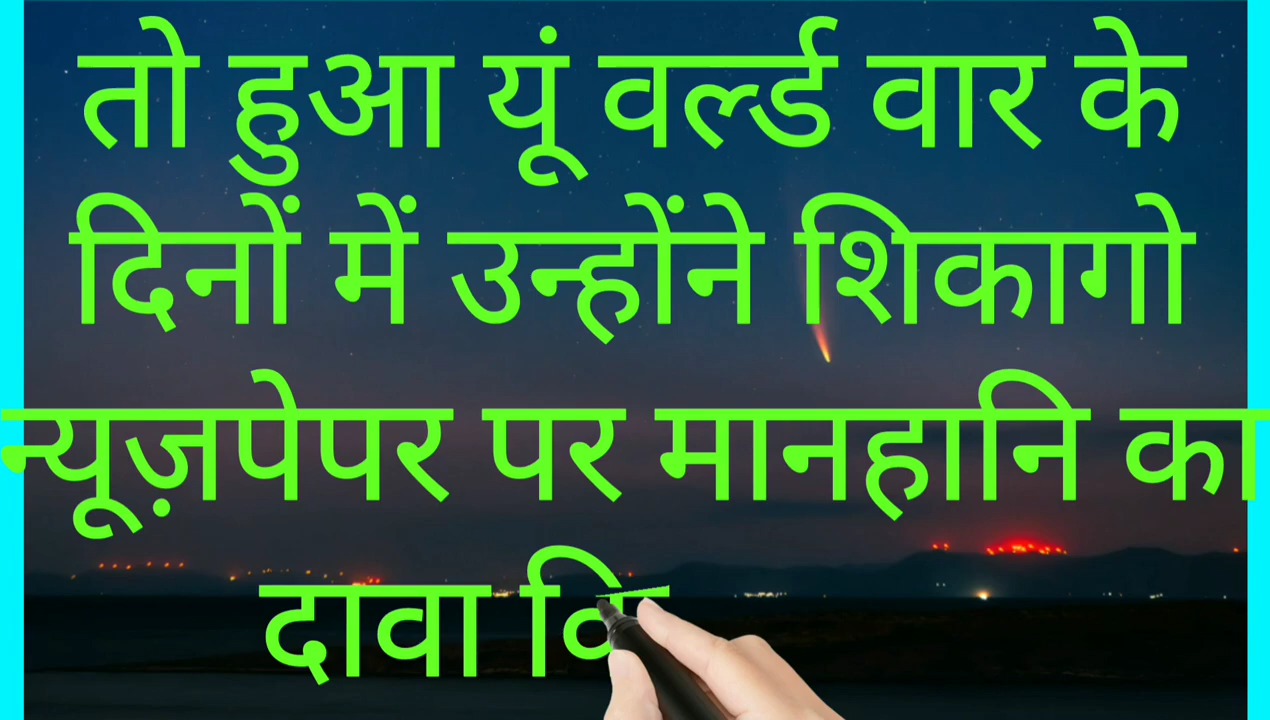 तो हुआ यूं वर्ल्ड वार के
दिनों में उन्होंने शिकागो
न्यूज़पेपर पर मानहानि का
दावा